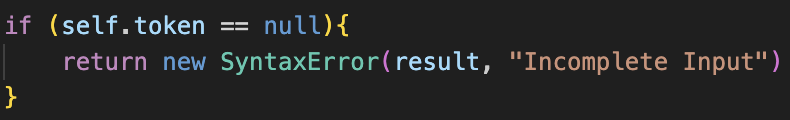 if (self.token == null){
    return new SyntaxError(result, "Incomplete Input")
}